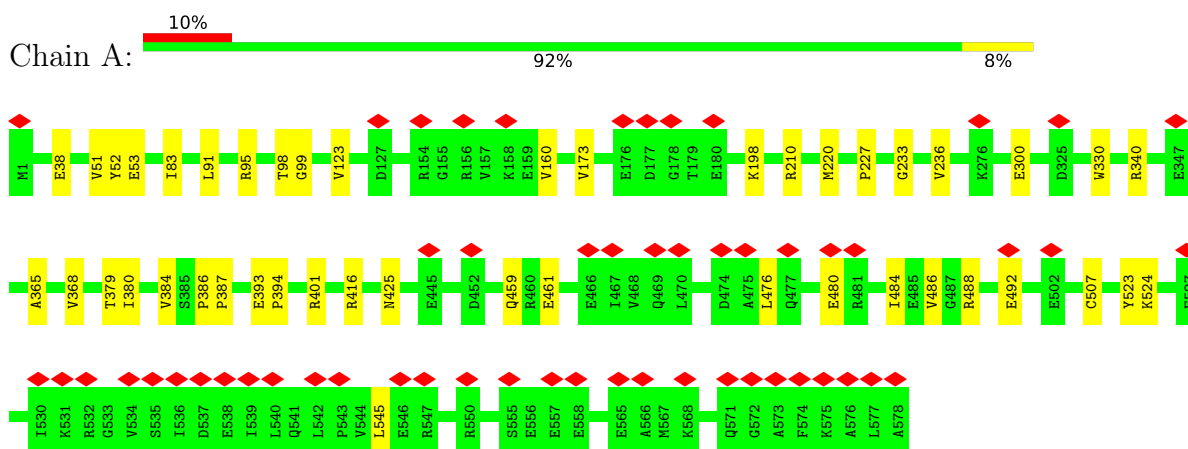 10%
Chain A:
92% 8%
M1 E38 V51 Y52 E53 I83 L91 R95 T98 G99 V123 D127 R154 G155 R156 V157 K158 E159 V160 V173 E176 D177 G178 T179 E180 K198 R210 M220 P227 G233 V236 K276 E300 D325 W330 R340 E347
A365 V368 T379 I380 V384 S385 P386 P387 E393 P394 R401 R416 N425 E445 D452 Q459 R460 E461 E466 I467 V468 Q469 L470 D474 A475 L476 Q477 E480 R481 I484 E485 V486 G487 R488 E492 E502 C507 Y523 K524
I530 K531 R532 G533 V534 S535 I536 D537 E538 I539 L540 Q541 L542 P543 V544 L545 E546 R547 R550 S555 E556 E557 E558 E565 A566 M567 K568 Q571 G572 A573 F574 K575 A576 L577 A578